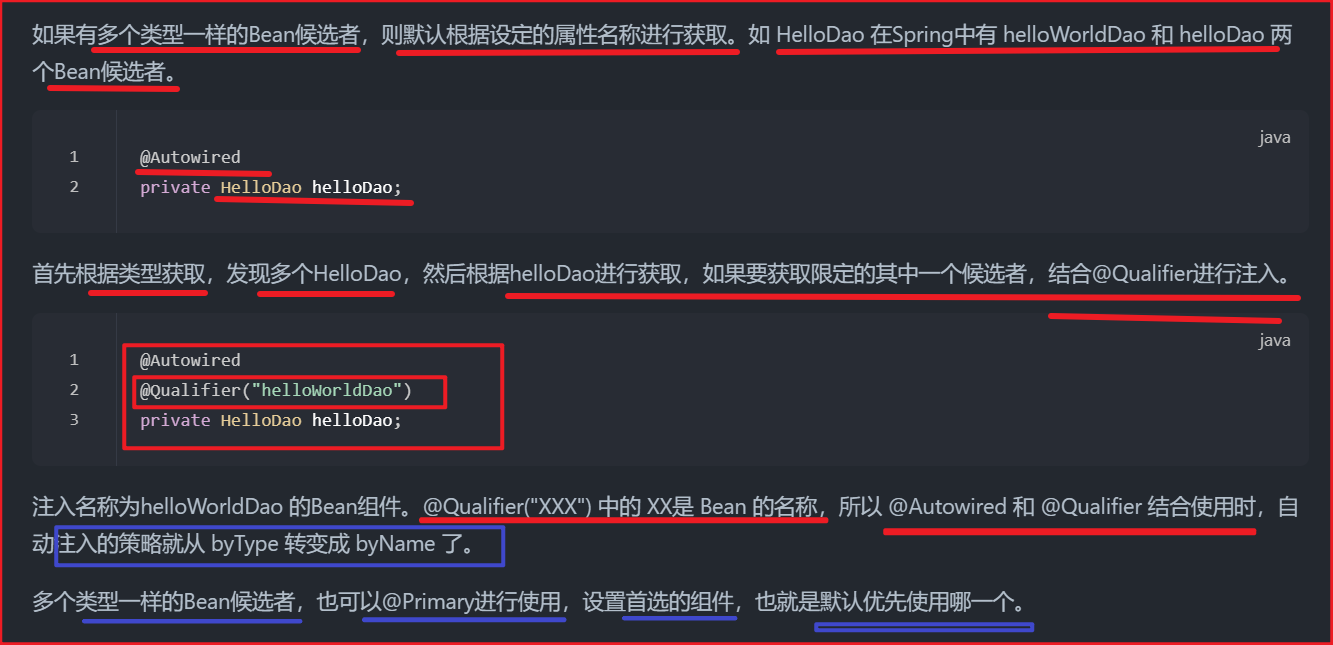 如果有多个类型一样的Bean候选者，则默认根据设定的属性名称进行获取。如 HelloDao 在Spring中有 helloWorldDao 和 helloDao 两
个Bean候选者。
java
1 @Autowired
2 private HelloDao helloDao;
首先根据类型获取，发现多个HelloDao，然后根据helloDao进行获取，如果要获取限定的其中一个候选者，结合@Qualifier进行注入。
java
1 @Autowired
2 @Qualifier("helloWorldDao")
3 private HelloDao helloDao;
注入名称为helloWorldDao 的Bean组件。@Qualifier("XXX") 中的 XX是 Bean 的名称，所以 @Autowired 和 @Qualifier 结合使用时，自
动注入的策略就从 byType 转变成 byName 了。
多个类型一样的Bean候选者，也可以@Primary进行使用，设置首选的组件，也就是默认优先使用哪一个。